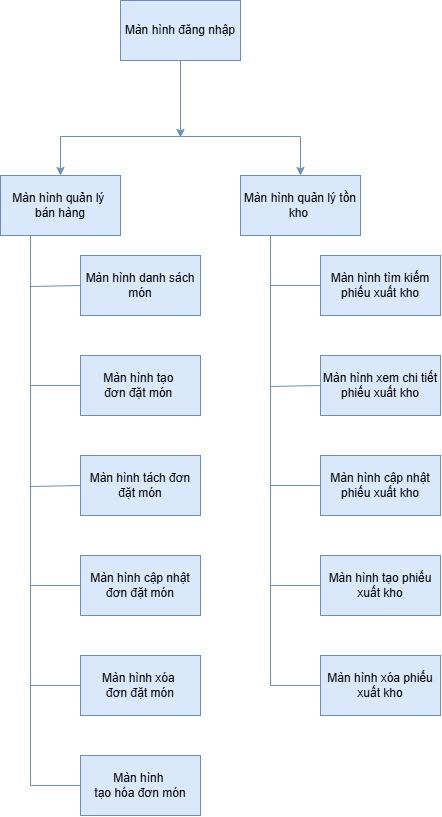 Màn hình đăng nhập
Màn hình quản lý
bán hàng
Màn hình quản lý tồn
kho
Màn hình danh sách
món
Màn hình tạo
đơn đặt món
Màn hình tách đơn
đặt món
Màn hình cập nhật
đơn đặt món
Màn hình xóa
đơn đặt món
Màn hình
tạo hóa đơn món
Màn hình tìm kiếm
phiếu xuất kho
Màn hình xem chi tiết
phiếu xuất kho
Màn hình cập nhật
phiếu xuất kho
Màn hình tạo phiếu
xuất kho
Màn hình xóa phiếu
xuất kho